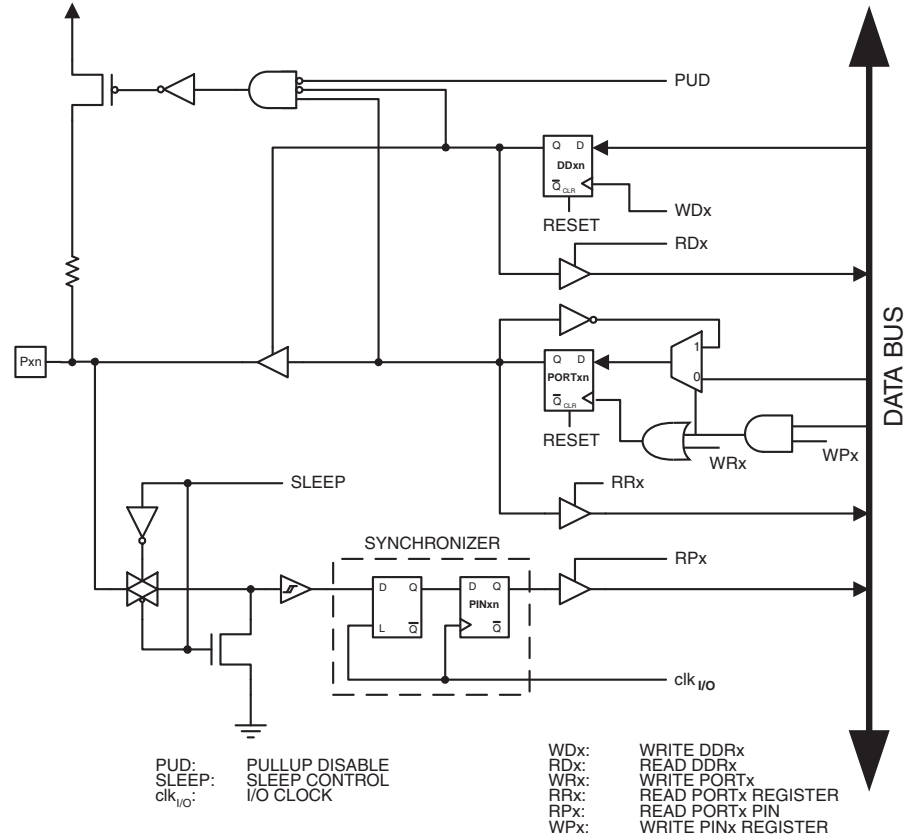 PUD
Q D
DDxn
Q CLR
WDx
RESET
RDx
Pxn
1
Q D
PORTxn
0
Q CLR
RESET
WRx
WPx
DATA BUS
SLEEP
RRx
SYNCHRONIZER
RPx
D Q
L Q
D Q
PINxn
Q
clk I/O
PUD: PULLUP DISABLE
SLEEP: SLEEP CONTROL
clkI/O: I/O CLOCK
WDx: WRITE DDRx
RDx: READ DDRx
WRx: WRITE PORTx
RRx: READ PORTx REGISTER
RPx: READ PORTx PIN
WPx: WRITE PINx REGISTER